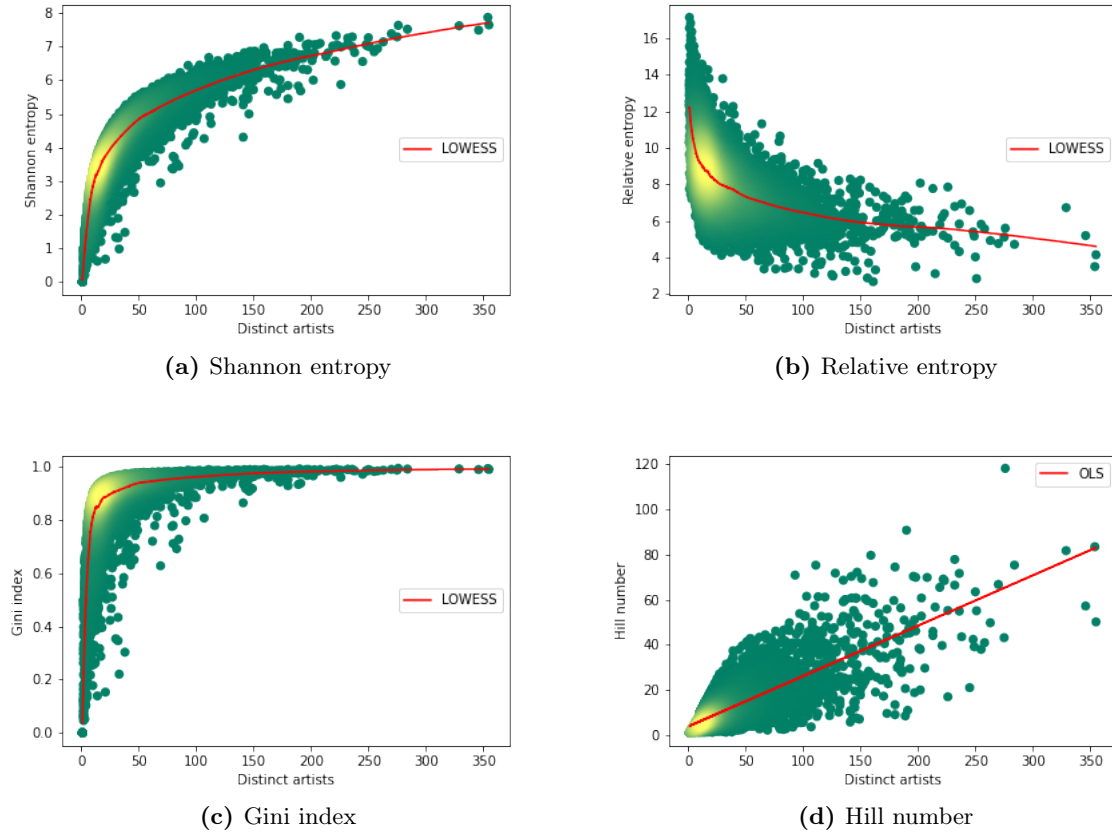 8
7
6
5
4
3
2
1
0
Shannon entropy
LOWESS
0 50 100 150 200 250 300 350
Distinct artists
(a) Shannon entropy
16
14
12
10
8
6
4
2
Relative entropy
LOWESS
0 50 100 150 200 250 300 350
Distinct artists
(b) Relative entropy
1.0
0.8
0.6
0.4
0.2
0.0
Gini index
LOWESS
0 50 100 150 200 250 300 350
Distinct artists
(c) Gini index
120
100
80
60
40
20
0
Hill number
OLS
0 50 100 150 200 250 300 350
Distinct artists
(d) Hill number